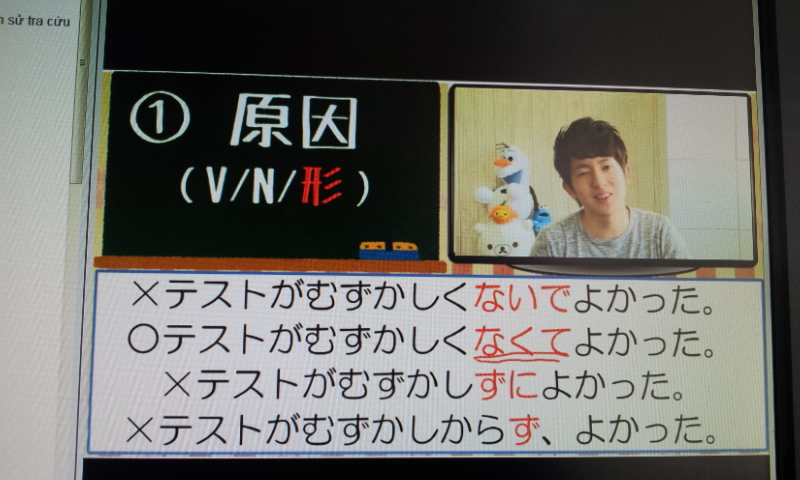 sử tra cứu
① 原因
(V/N/形)
×テストがむずかしくないでよかった。
○テストがむずかしくなくてよかった。
×テストがむずかしずによかった。
×テストがむずかしからず、よかった。